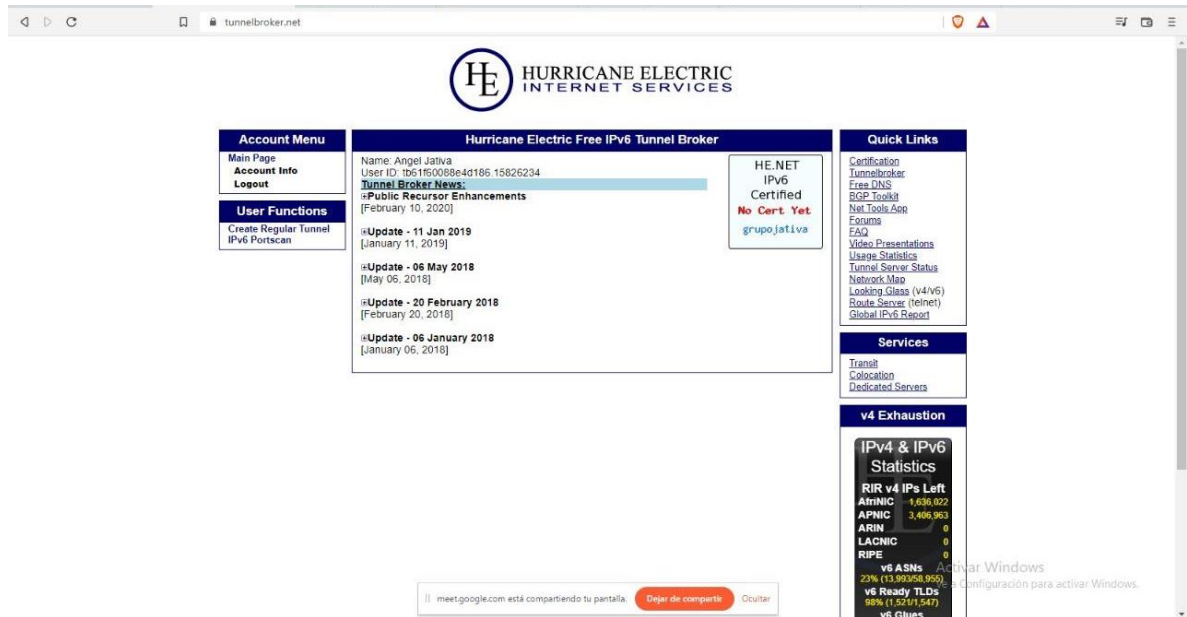 tunnelbroker.net
HE
HURRICANE ELECTRIC
INTERNET SERVICES
Account Menu
Main Page
Account Info
Logout
User Functions
Create Regular Tunnel
IPv6 Portscan
Hurricane Electric Free IPv6 Tunnel Broker
Name: Angel Jativa
User ID: tb61f60088e4d186.15826234
Tunnel Broker News:
Public Recursor Enhancements
[February 10, 2020]
Update - 11 Jan 2019
[January 11, 2019]
Update - 06 May 2018
[May 06, 2018]
Update - 20 February 2018
[February 20, 2018]
Update - 06 January 2018
[January 06, 2018]
HE.NET
IPv6
Certified
No Cert Yet
grupojativa
Quick Links
Certification
Tunnelbroker
Free DNS
BGP Toolkit
Net Tools App
Forums
FAQ
Video Presentations
Usage Statistics
Tunnel Server Status
Network Map
Looking Glass (v4/v6)
Route Server (telnet)
Global IPv6 Report
Services
Transit
Colocation
Dedicated Servers
v4 Exhaustion
IPv4 & IPv6
Statistics
RIR v4 IPs Left
AfriNIC 1,636,022
APNIC 3,406,963
ARIN 0
LACNIC 0
RIPE 0
v6 ASNs
23% (13,993/58,955)
v6 Ready TLDs
98% (1,521/1,547)
v6 Glues
Activar Windows
Ve a Configuración para activar Windows.
meet.google.com está compartiendo tu pantalla.
Dejar de compartir
Ocultar